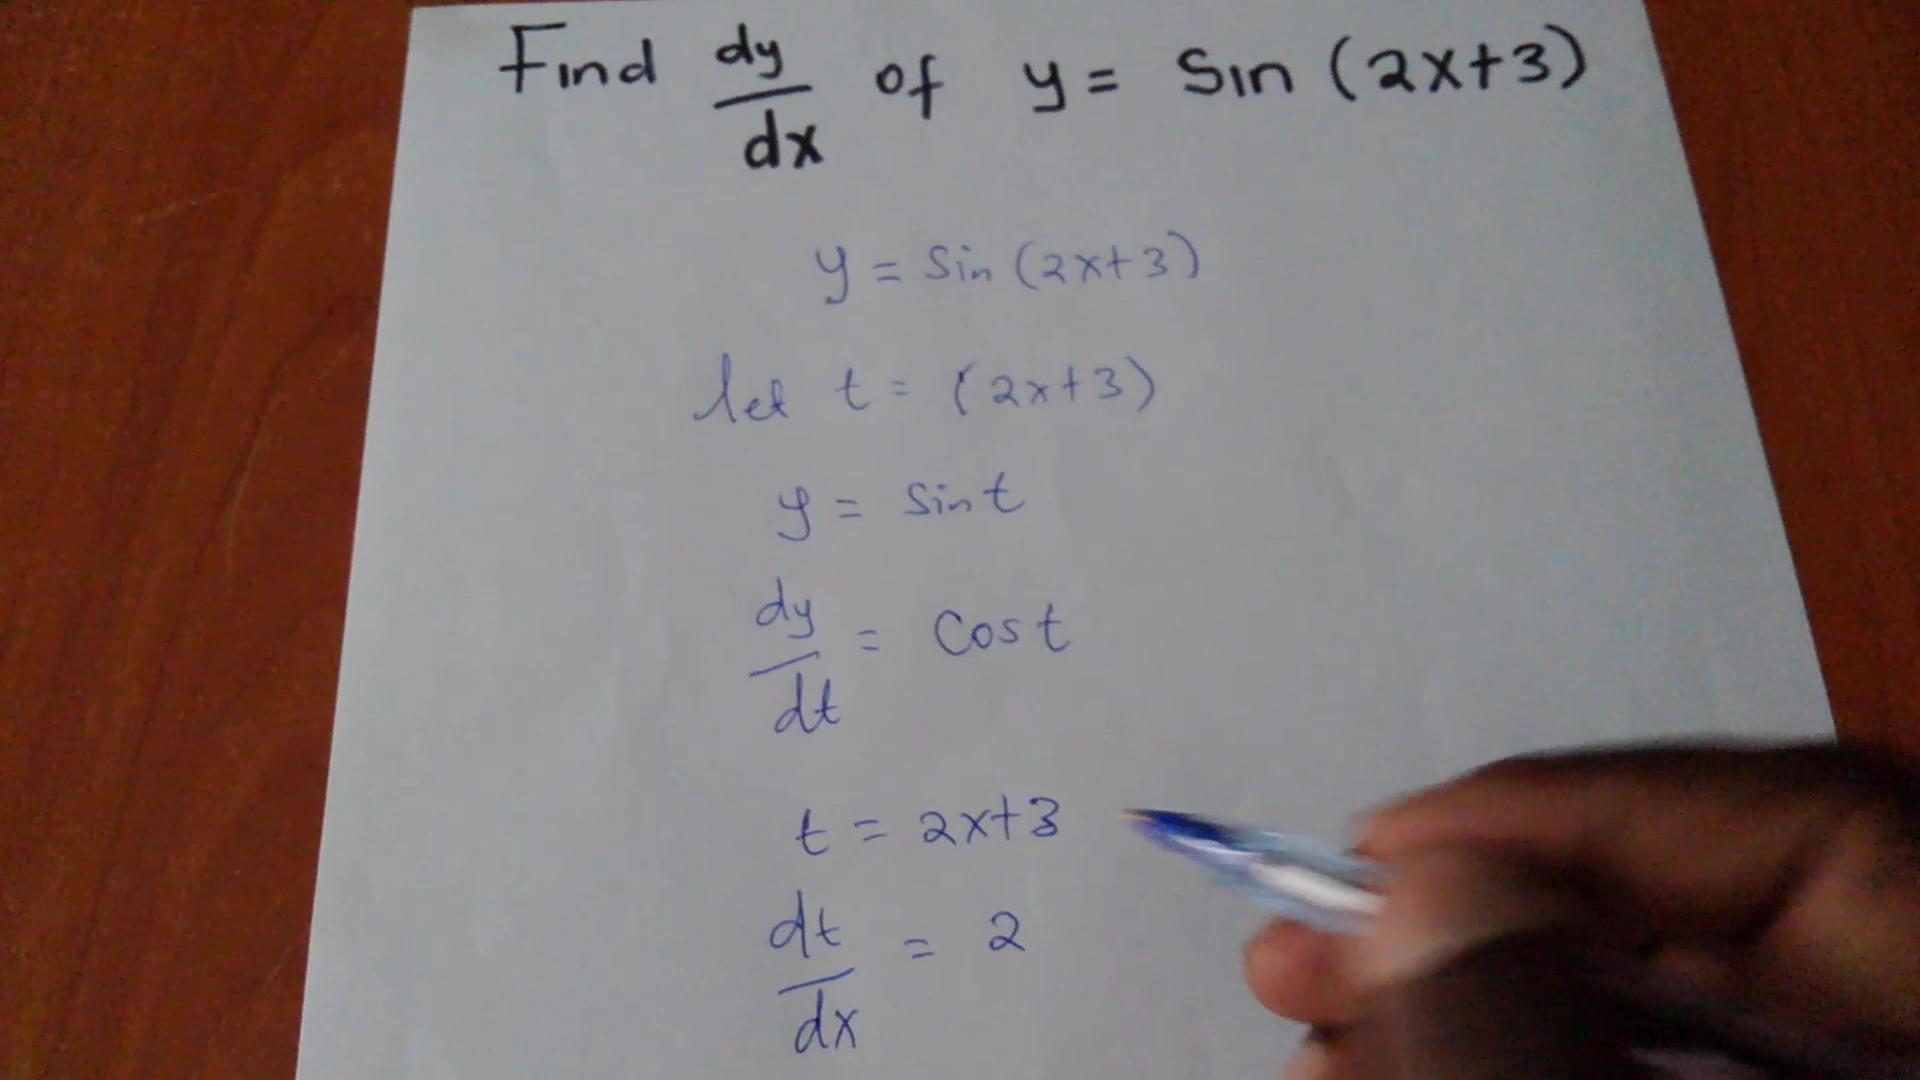 Find dy/dx of y = Sin (2x+3)
y = Sin (2x+3)
let t = (2x+3)
y = Sin t
dy/dt = Cos t
t = 2x+3
dt/dx = 2